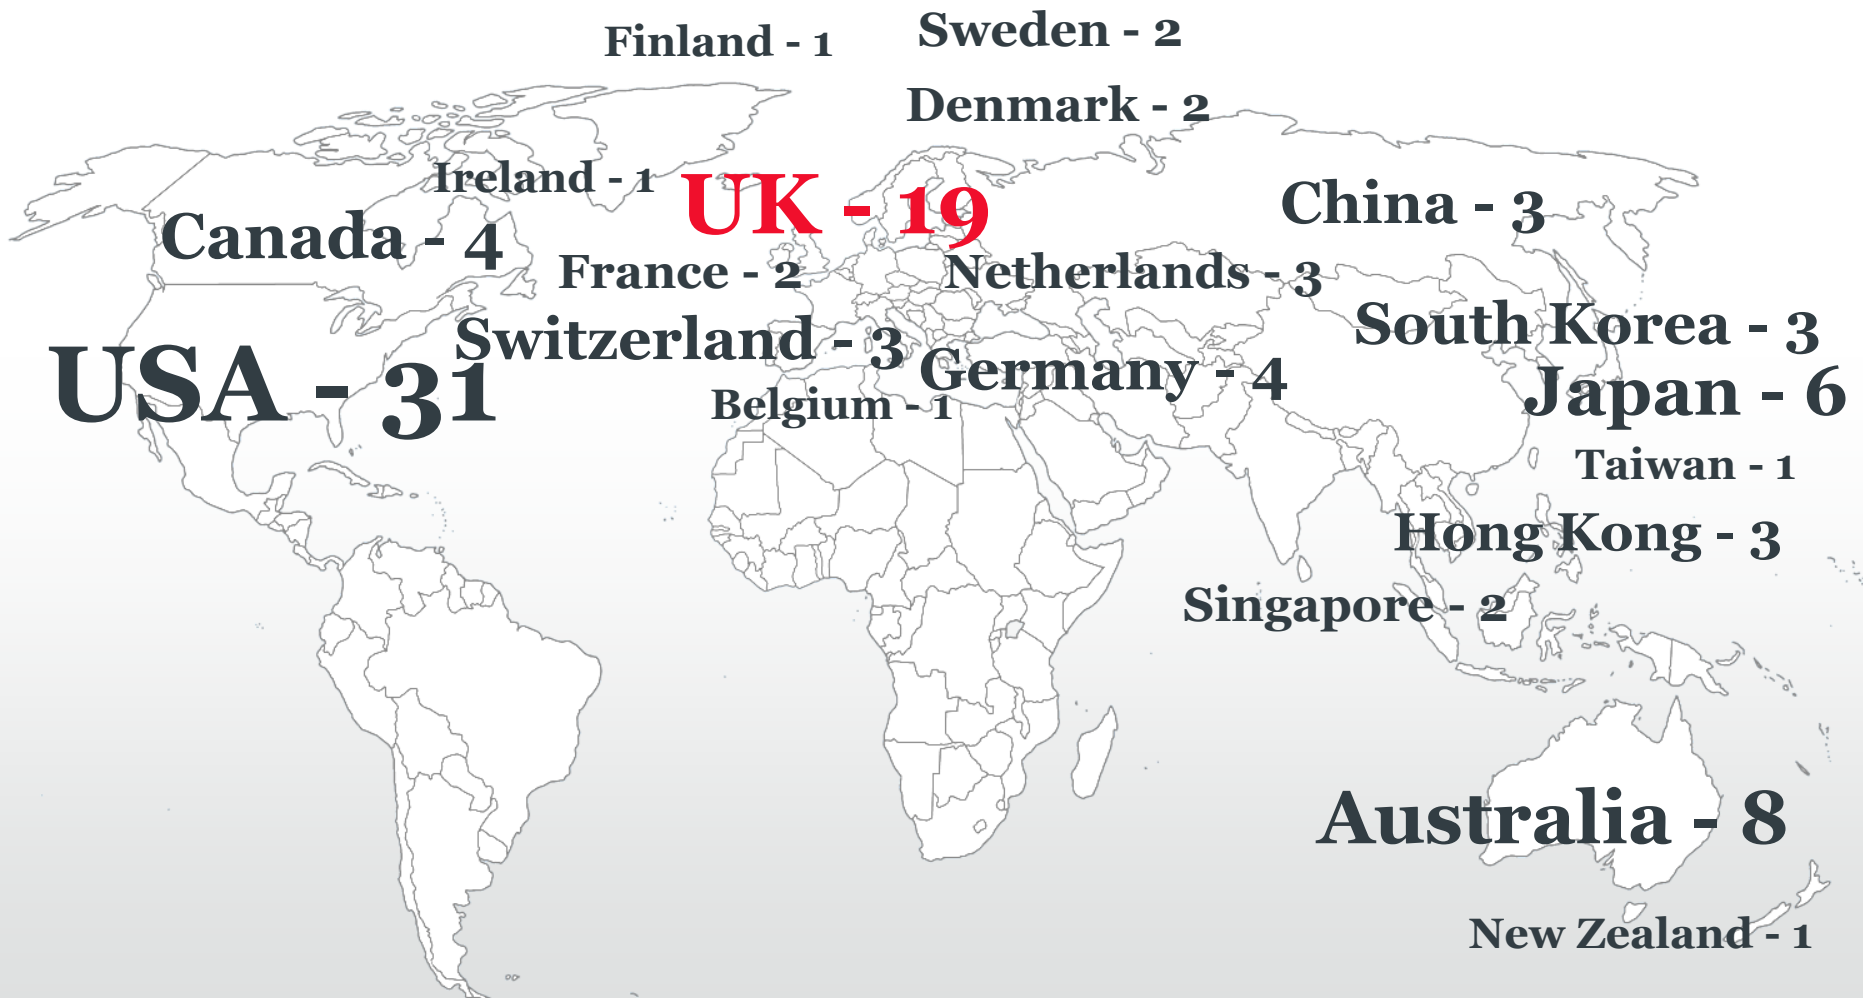 Finland - 1
Sweden - 2
Denmark - 2
Ireland - 1
UK - 19
China - 3
Canada - 4
France - 2
Netherlands - 3
South Korea - 3
Switzerland - 3
USA - 31
Germany - 4
Japan - 6
Belgium - 1
Taiwan - 1
Hong Kong - 3
Singapore - 2
Australia - 8
New Zealand - 1